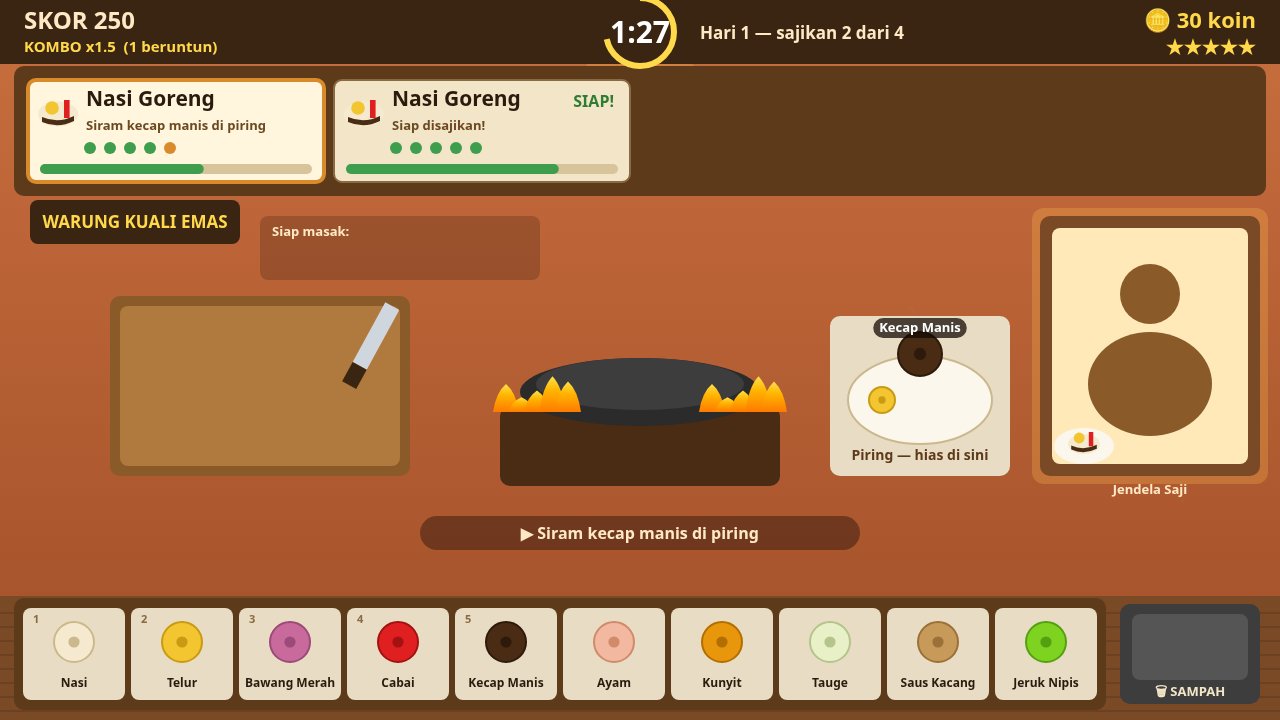 SKOR 250
KOMBO x1.5 (1 beruntun)
1:27
Hari 1 — sajikan 2 dari 4
30 koin
★★★★★
Nasi Goreng
Siram kecap manis di piring
Nasi Goreng
SIAP!
Siap disajikan!
WARUNG KUALI EMAS
Siap masak:
Kecap Manis
Piring — hias di sini
Jendela Saji
▶ Siram kecap manis di piring
1
Nasi
2
Telur
3
Bawang Merah
4
Cabai
5
Kecap Manis
Ayam
Kunyit
Tauge
Saus Kacang
Jeruk Nipis
SAMPAH